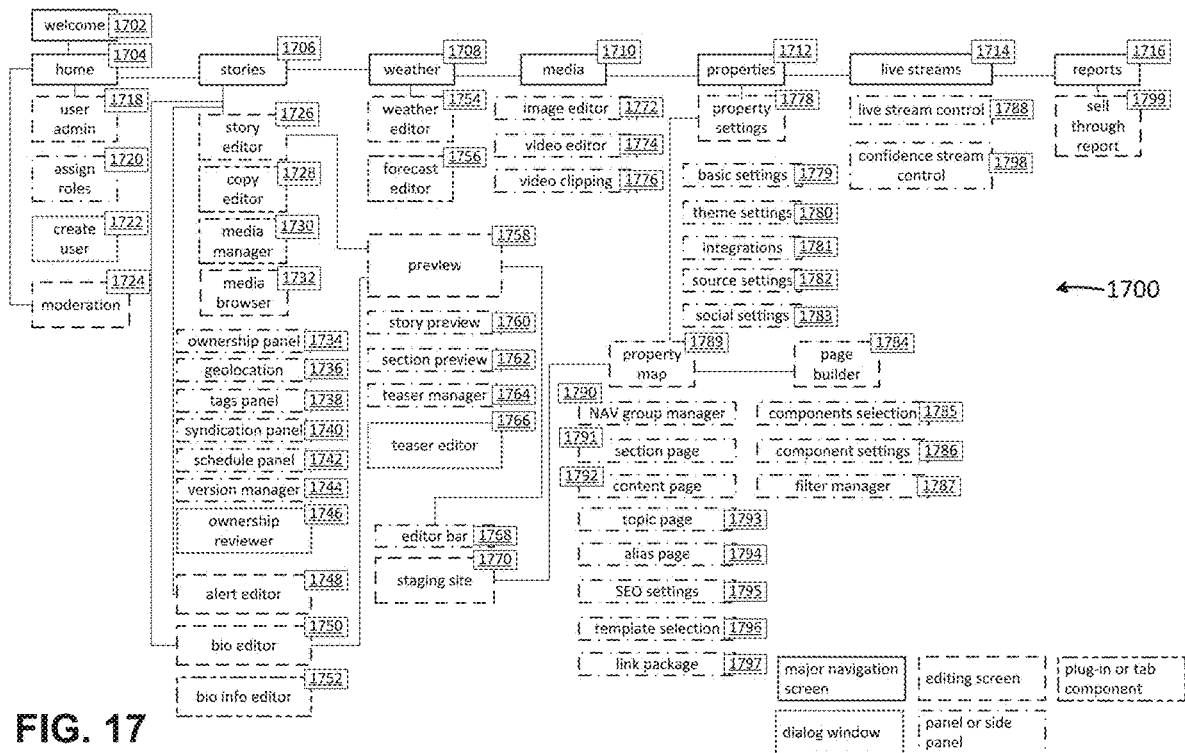 welcome 1702
home 1704
stories 1706
weather 1708
media 1710
properties 1712
live streams 1714
reports 1716
user
admin 1718
assign
roles 1720
create
user 1722
moderation 1724
story
editor 1726
copy
editor 1728
media
manager 1730
media
browser 1732
ownership panel 1734
geolocation 1736
tags panel 1738
syndication panel 1740
schedule panel 1742
version manager 1744
ownership
reviewer 1746
alert editor 1748
bio editor 1750
bio info editor 1752
weather
editor 1754
forecast
editor 1756
preview 1758
story preview 1760
section preview 1762
teaser manager 1764
teaser editor 1766
editor bar 1768
staging site 1770
image editor 1772
video editor 1774
video clipping 1776
property
settings 1778
basic settings 1779
theme settings 1780
integrations 1781
source settings 1782
social settings 1783
property
map 1789
page
builder 1784
1790
NAV group manager
1791
section page
1792
content page
topic page 1793
alias page 1794
SEO settings 1795
template selection 1796
link package 1797
components selection 1785
component settings 1786
filter manager 1787
live stream control 1788
confidence stream
control 1798
sell
through
report 1799
1700
major navigation
screen
editing screen
plug-in or tab
component
dialog window
panel or side
panel
FIG. 17